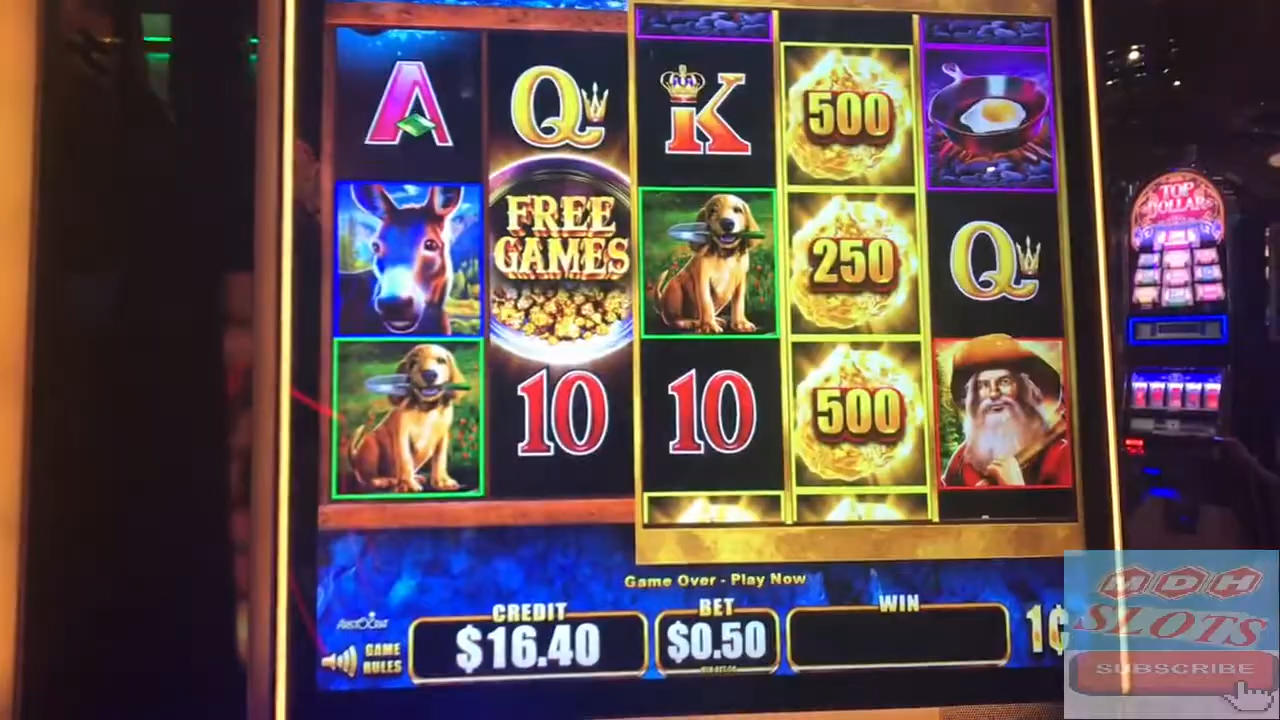 A Q K 500
FREE
GAMES
250 Q
10 10 500
Game Over - Play Now
CREDIT BET WIN
$16.40 $0.50 1¢
ARISTOCRAT
GAME
RULES
TOP
DOLLAR
MDH
SLOTS
SUBSCRIBE